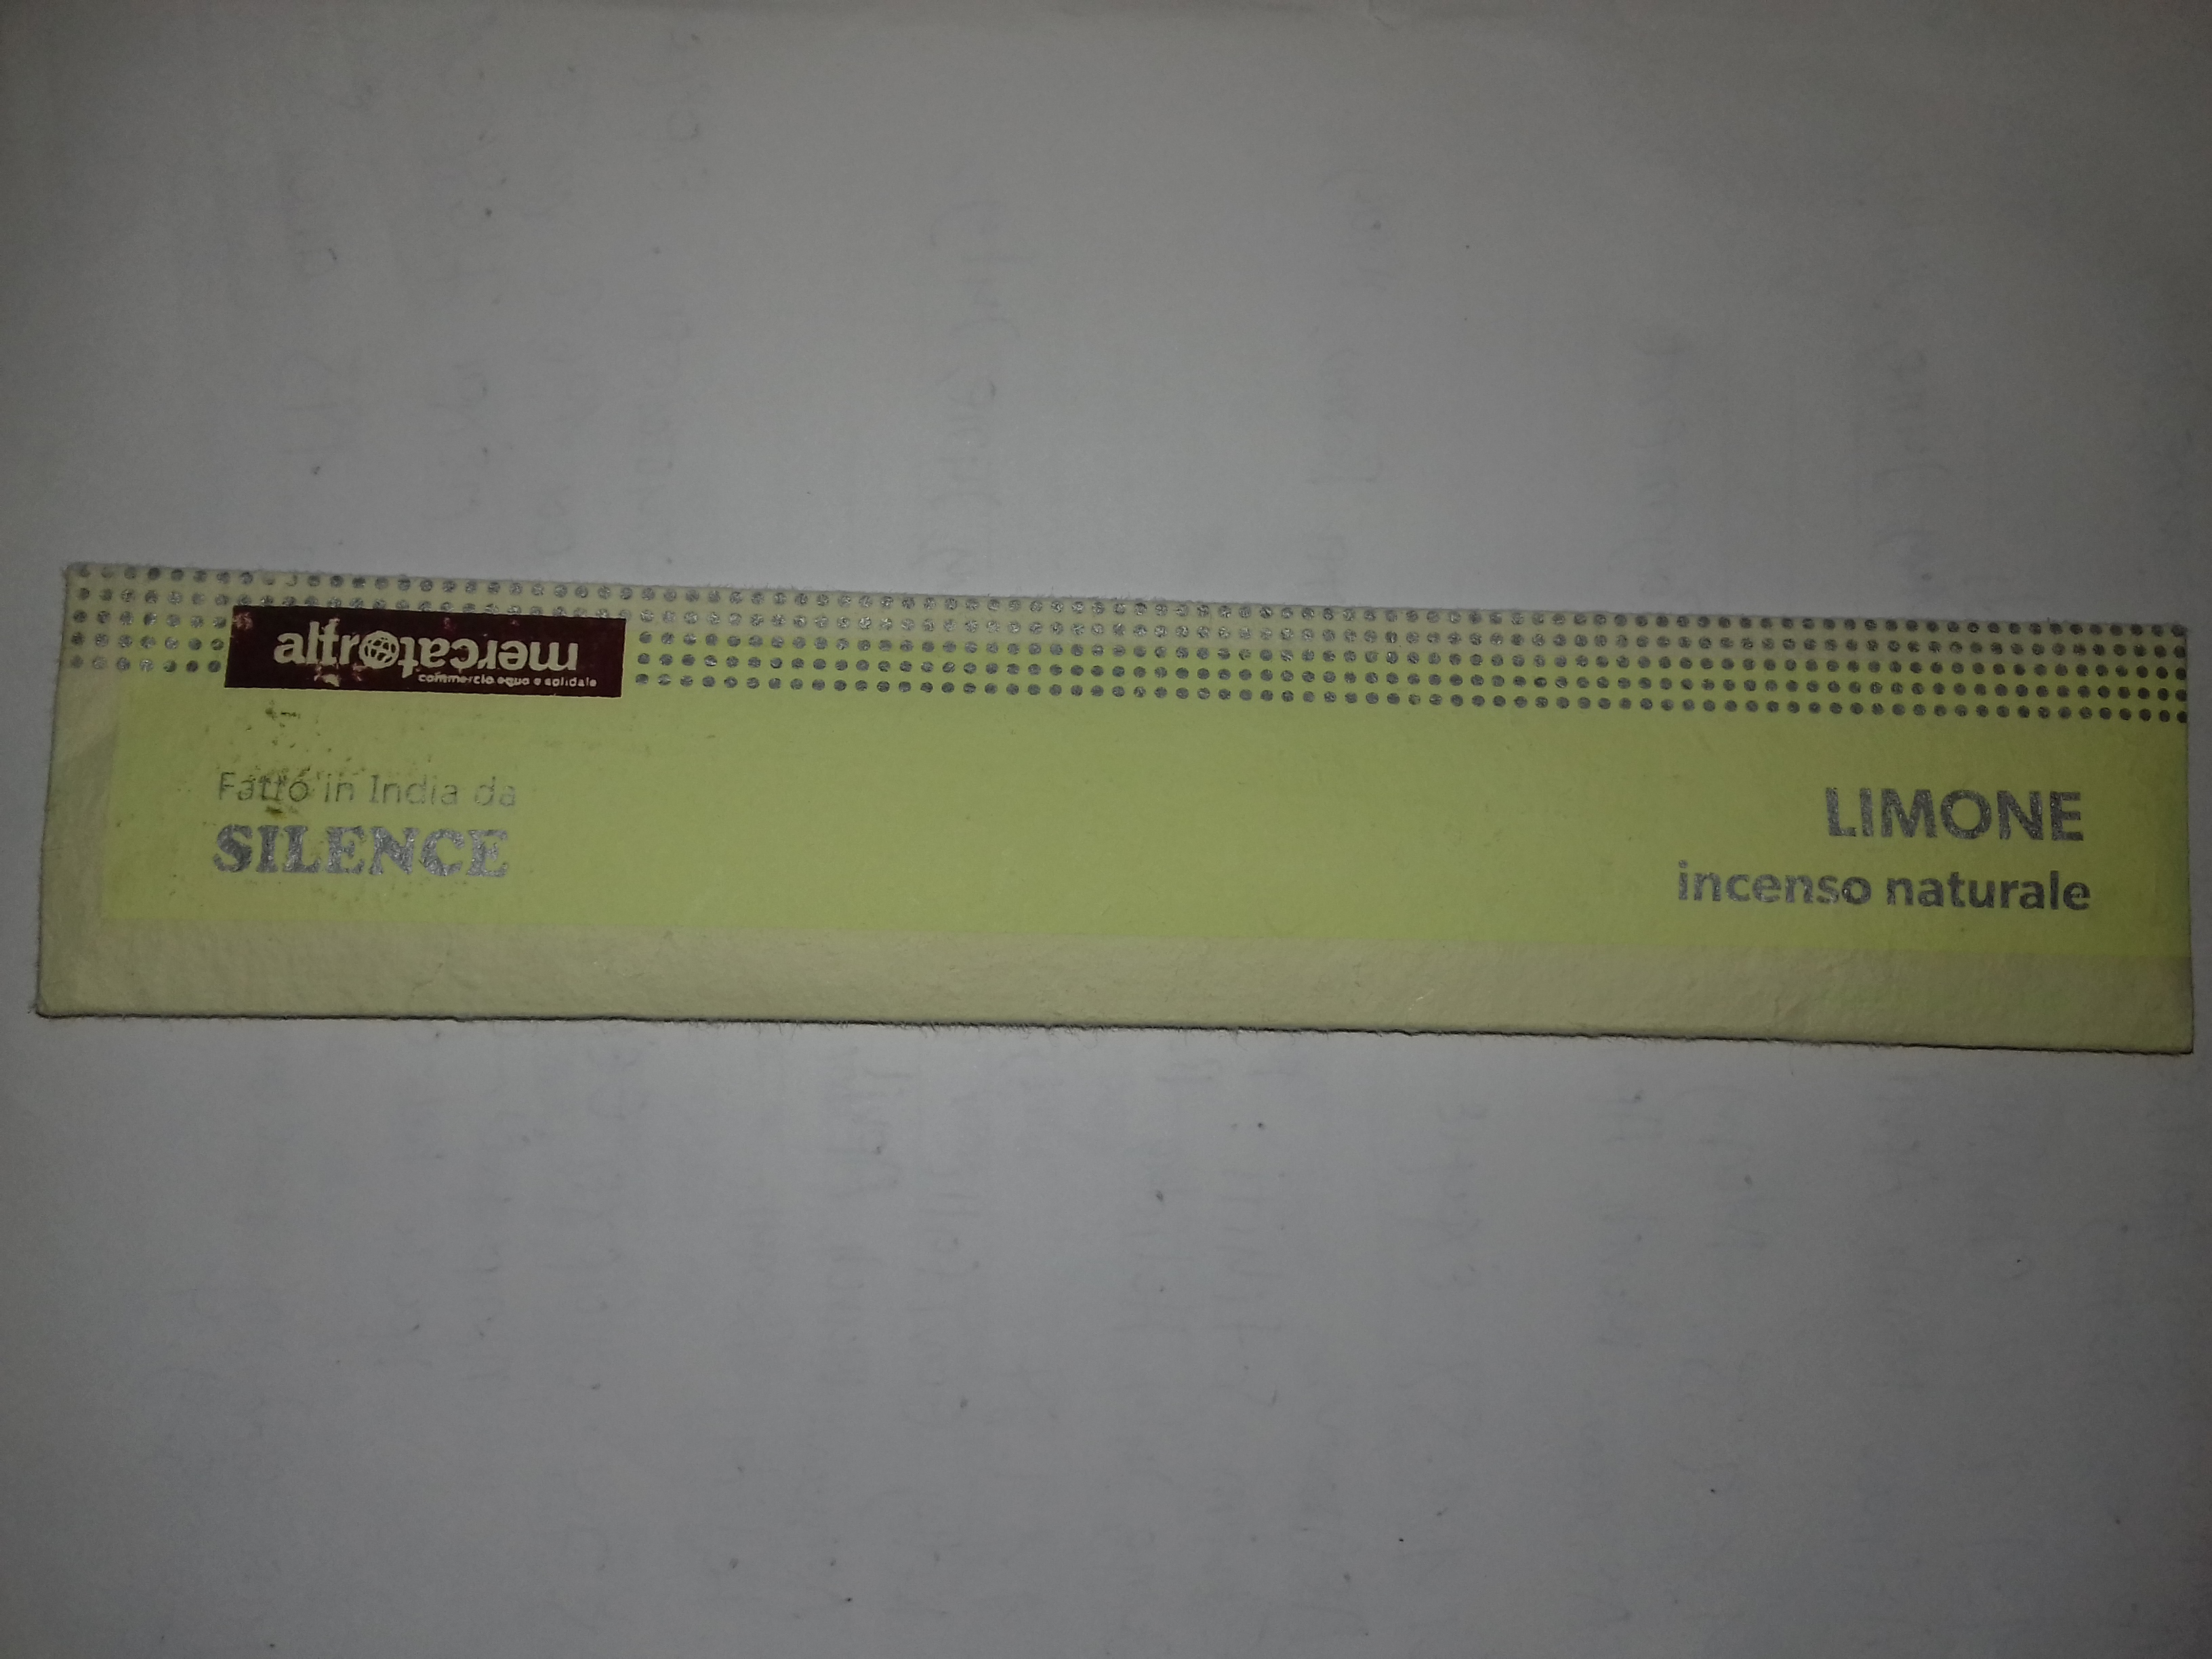 altromercato
commercio equo e solidale
Fatto in India da
SILENCE
LIMONE
incenso naturale